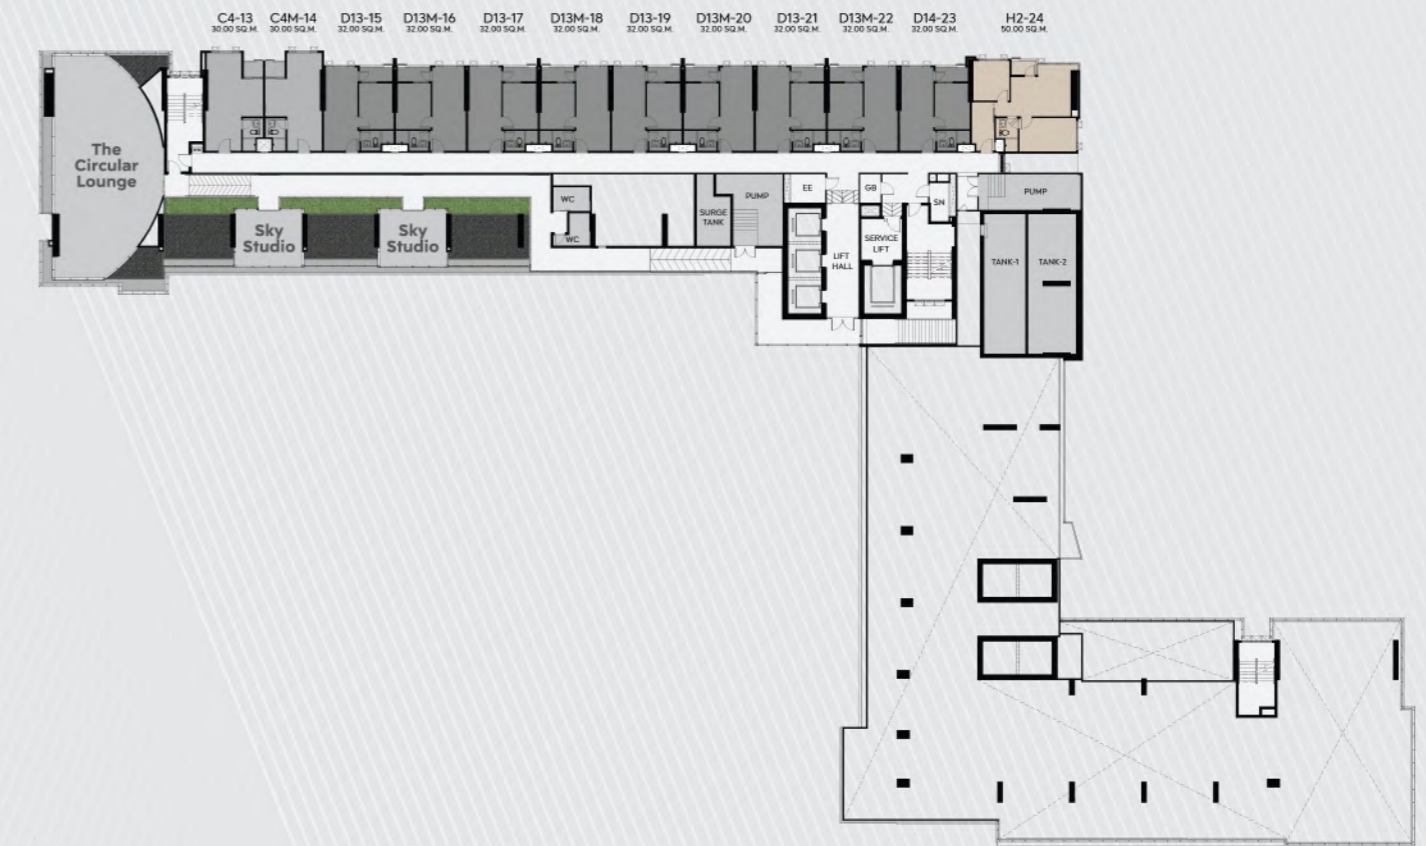 C4-13
30.00 SQ.M.
C4M-14
30.00 SQ.M.
D13-15
32.00 SQ.M.
D13M-16
32.00 SQ.M.
D13-17
32.00 SQ.M.
D13M-18
32.00 SQ.M.
D13-19
32.00 SQ.M.
D13M-20
32.00 SQ.M.
D13-21
32.00 SQ.M.
D13M-22
32.00 SQ.M.
D14-23
32.00 SQ.M.
H2-24
50.00 SQ.M.
The
Circular
Lounge
Sky
Studio
Sky
Studio
WC
WC
SURGE
TANK
PUMP
EE
GB
SN
PUMP
LIFT
HALL
SERVICE
LIFT
TANK-1
TANK-2